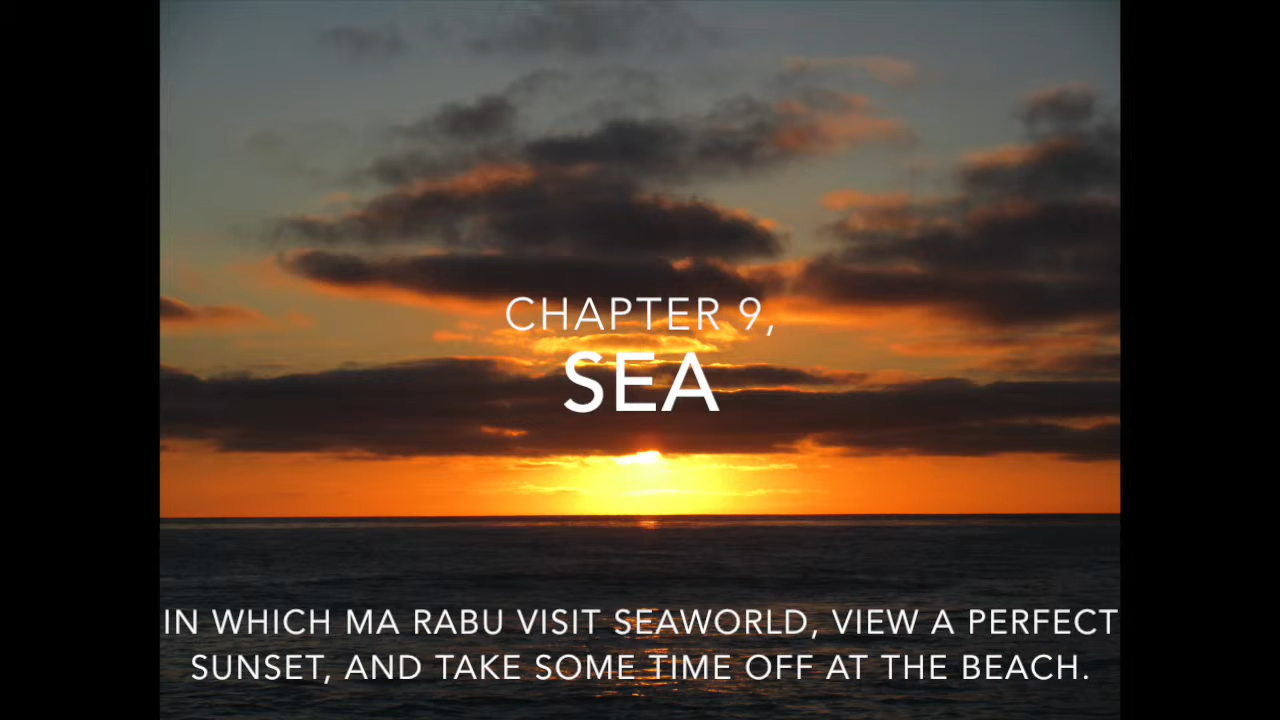 CHAPTER 9,
SEA
IN WHICH MA RABU VISIT SEAWORLD, VIEW A PERFECT
SUNSET, AND TAKE SOME TIME OFF AT THE BEACH.